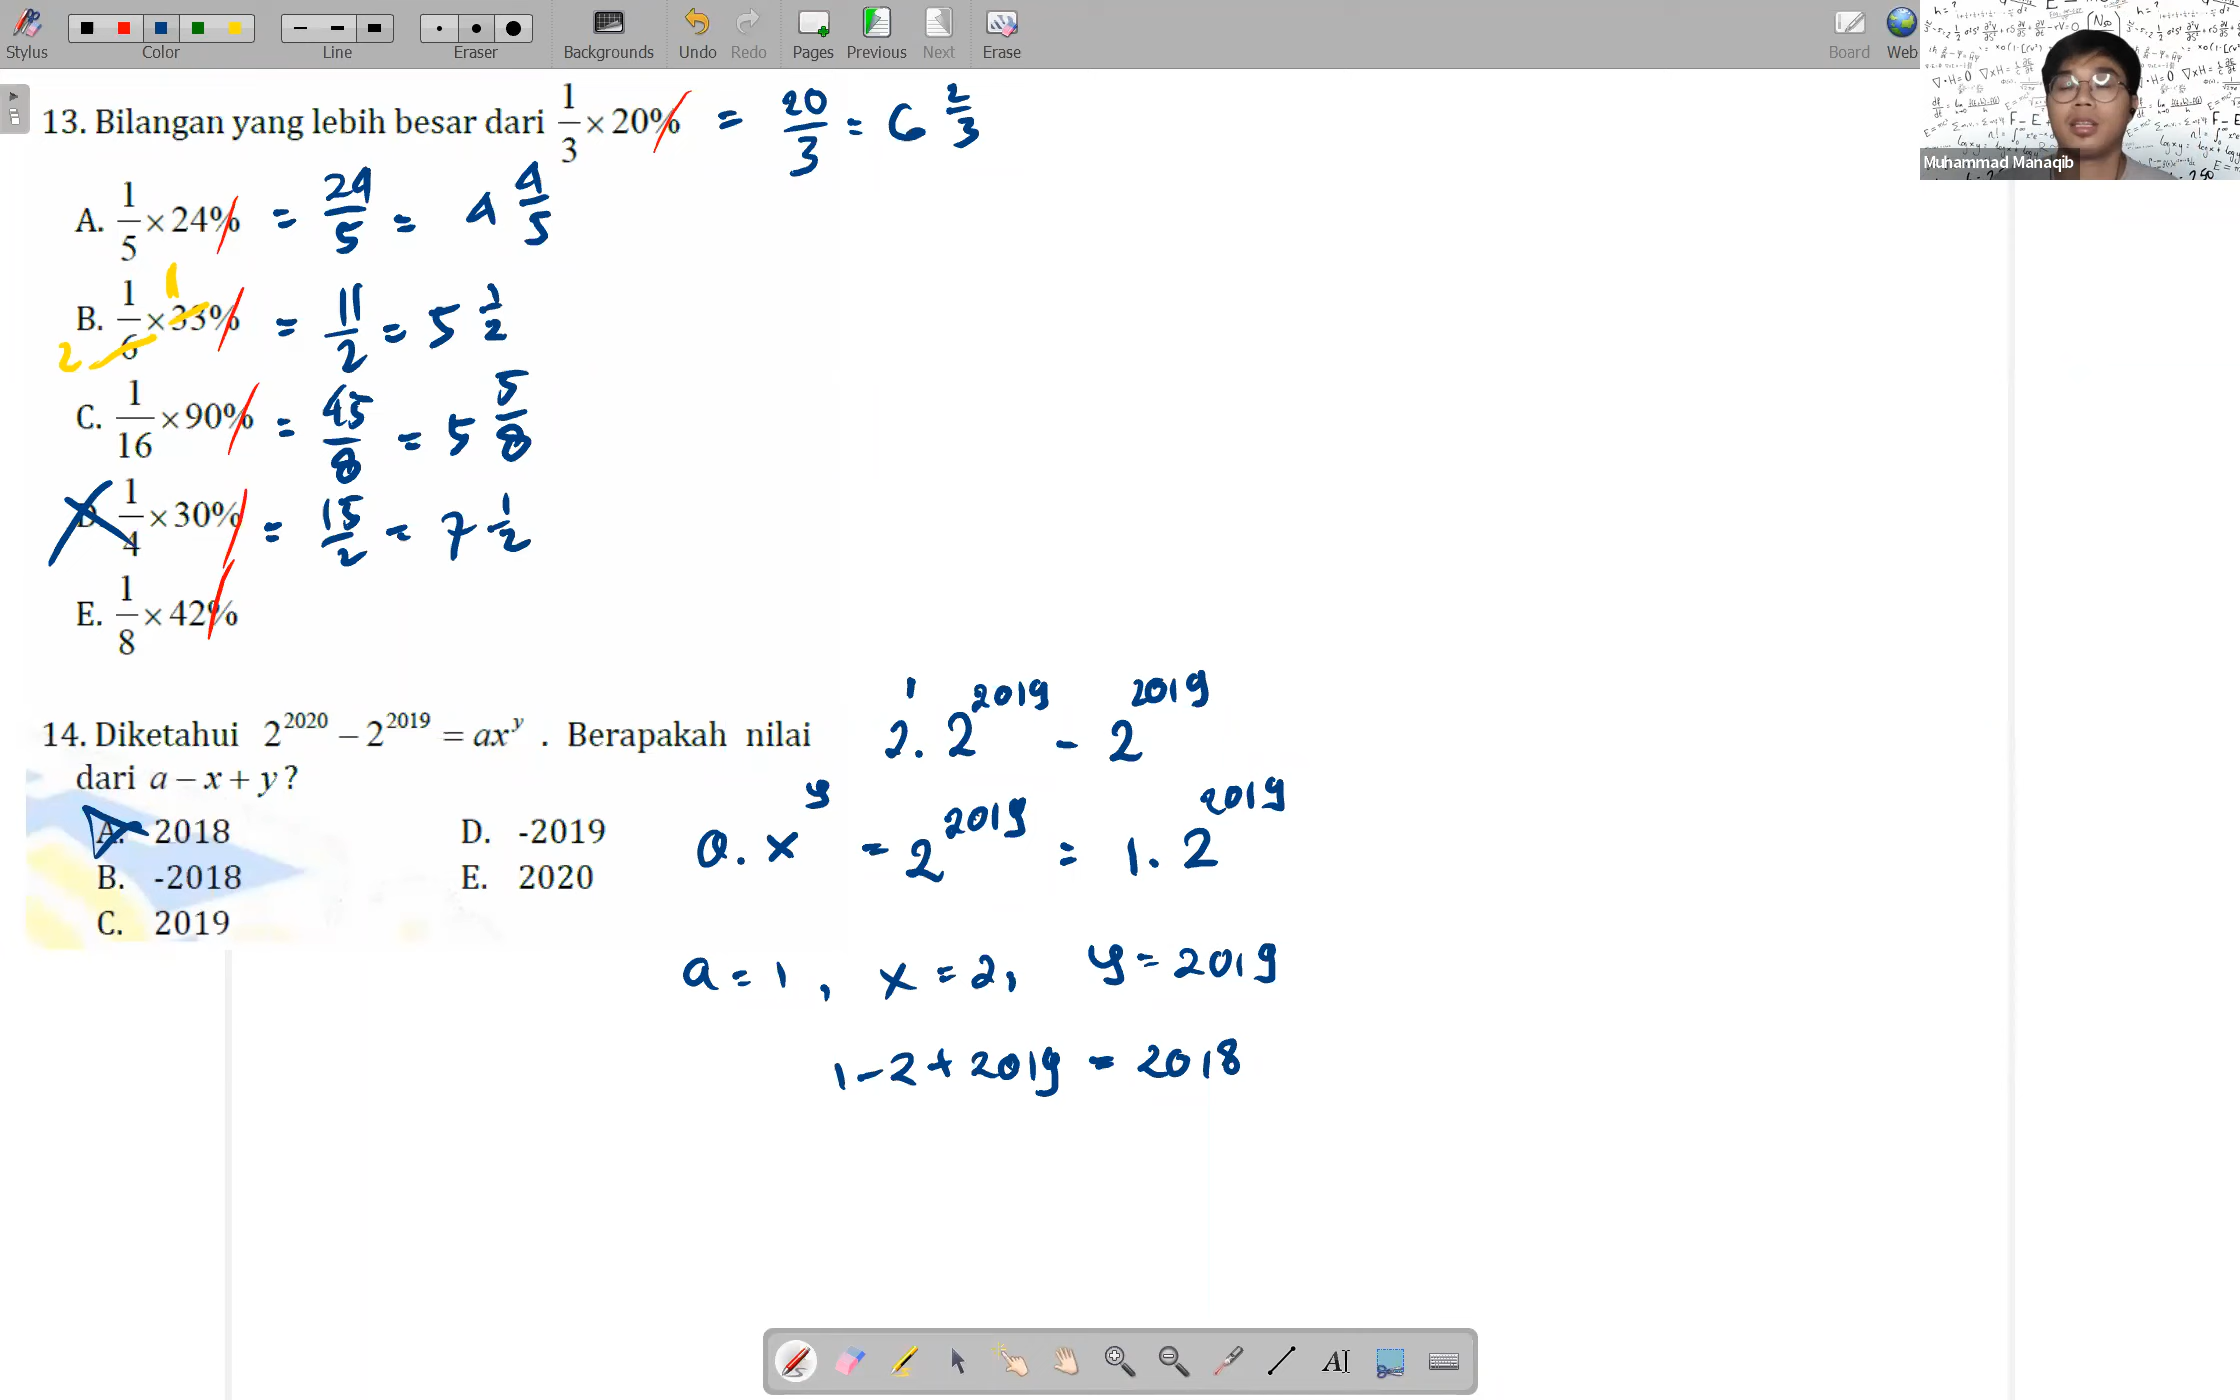 Stylus Color Line Eraser Backgrounds Undo Redo Pages Previous Next Erase Board Web
Muhammad Manaqib
13. Bilangan yang lebih besar dari 1/3 × 20% = 20/3 = 6 2/3
A. 1/5 × 24% = 24/5 = 4 4/5
B. 1/6 × 33% = 11/2 = 5 1/2
1
2
C. 1/16 × 90% = 45/8 = 5 5/8
D. 1/4 × 30% = 15/2 = 7 1/2
E. 1/8 × 42%
14. Diketahui 2^2020 − 2^2019 = ax^y . Berapakah nilai
dari a − x + y?
A. 2018
B. -2018
C. 2019
D. -2019
E. 2020
2^1 . 2^2019 - 2^2019
a . x^y = 2^2019 = 1 . 2^2019
a = 1 , x = 2, y = 2019
1 - 2 + 2019 = 2018